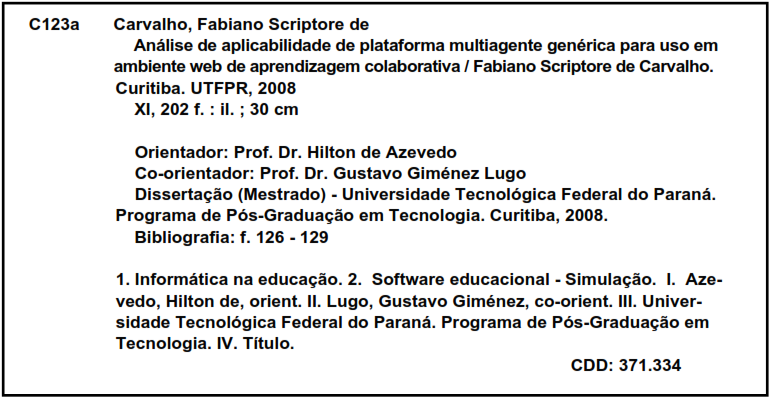 C123a Carvalho, Fabiano Scriptore de
Análise de aplicabilidade de plataforma multiagente genérica para uso em
ambiente web de aprendizagem colaborativa / Fabiano Scriptore de Carvalho.
Curitiba. UTFPR, 2008
XI, 202 f. : il. ; 30 cm
Orientador: Prof. Dr. Hilton de Azevedo
Co-orientador: Prof. Dr. Gustavo Giménez Lugo
Dissertação (Mestrado) - Universidade Tecnológica Federal do Paraná.
Programa de Pós-Graduação em Tecnologia. Curitiba, 2008.
Bibliografia: f. 126 - 129
1. Informática na educação. 2. Software educacional - Simulação. I. Aze-
vedo, Hilton de, orient. II. Lugo, Gustavo Giménez, co-orient. III. Univer-
sidade Tecnológica Federal do Paraná. Programa de Pós-Graduação em
Tecnologia. IV. Título.
CDD: 371.334